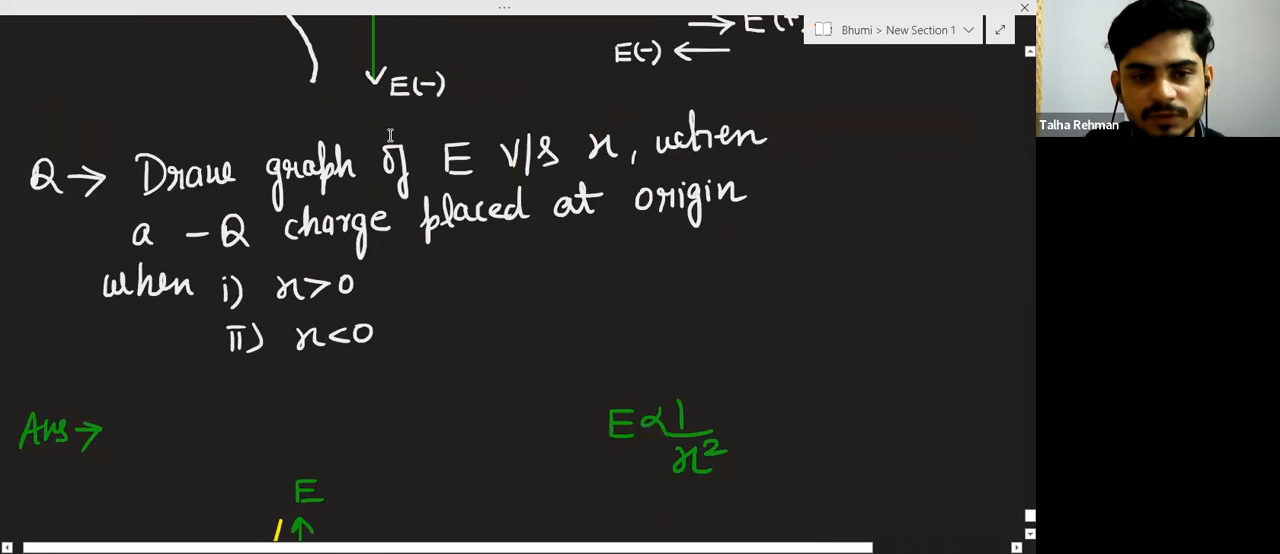 E(-)
E(-)
Bhumi > New Section 1
Talha Rehman
Q → Draw graph of E v/s x, when
a -Q charge placed at origin
when i) x>0
ii) x<0
Ans →
E ∝ 1/x²
E